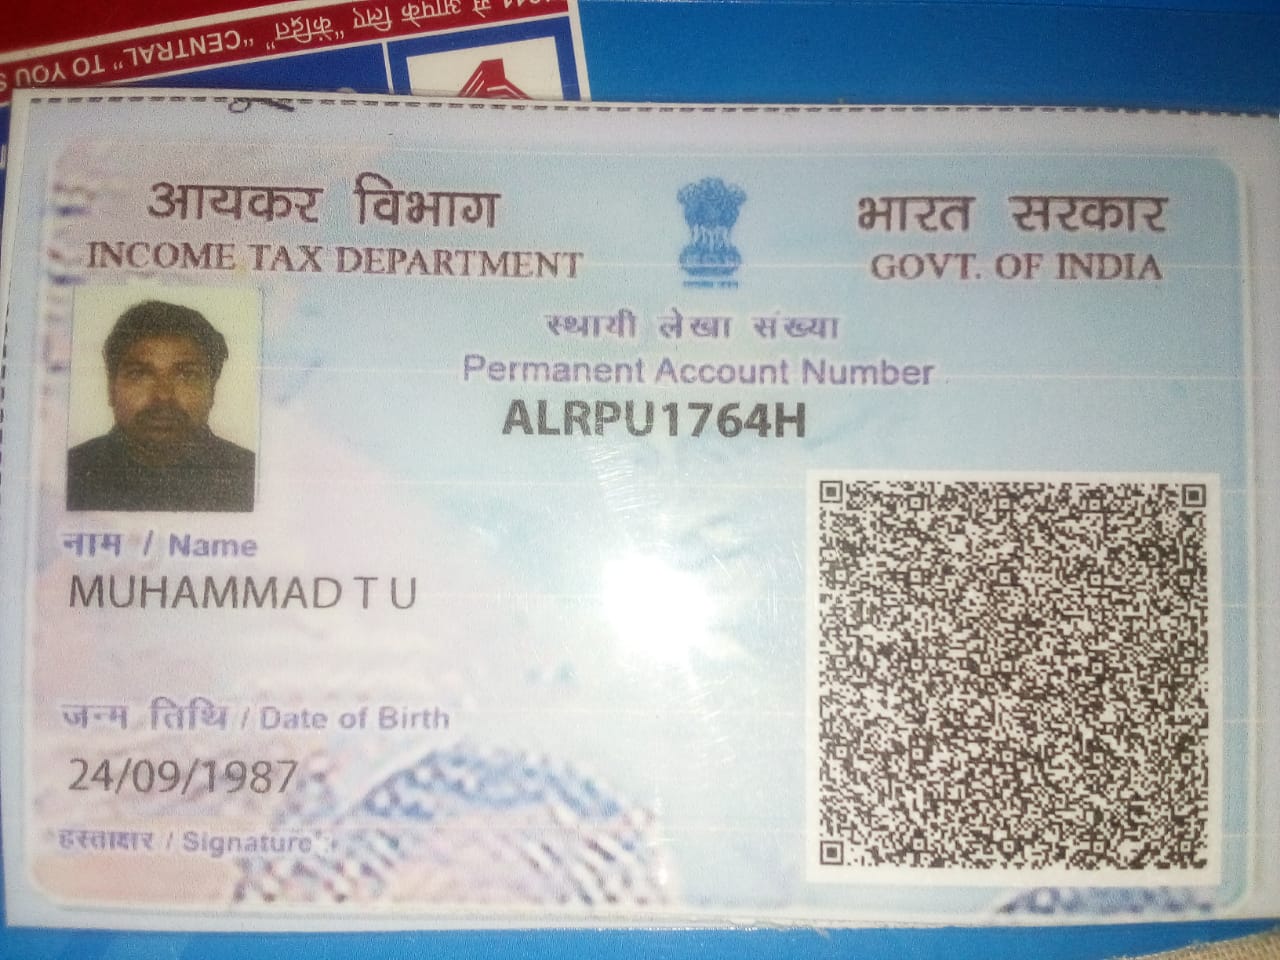 से आपके लिए "केंद्रित"
"CENTRAL" TO YOU S
आयकर विभाग
INCOME TAX DEPARTMENT
भारत सरकार
GOVT. OF INDIA
स्थायी लेखा संख्या
Permanent Account Number
ALRPU1764H
नाम / Name
MUHAMMAD T U
जन्म तिथि / Date of Birth
24/09/1987
हस्ताक्षर / Signature